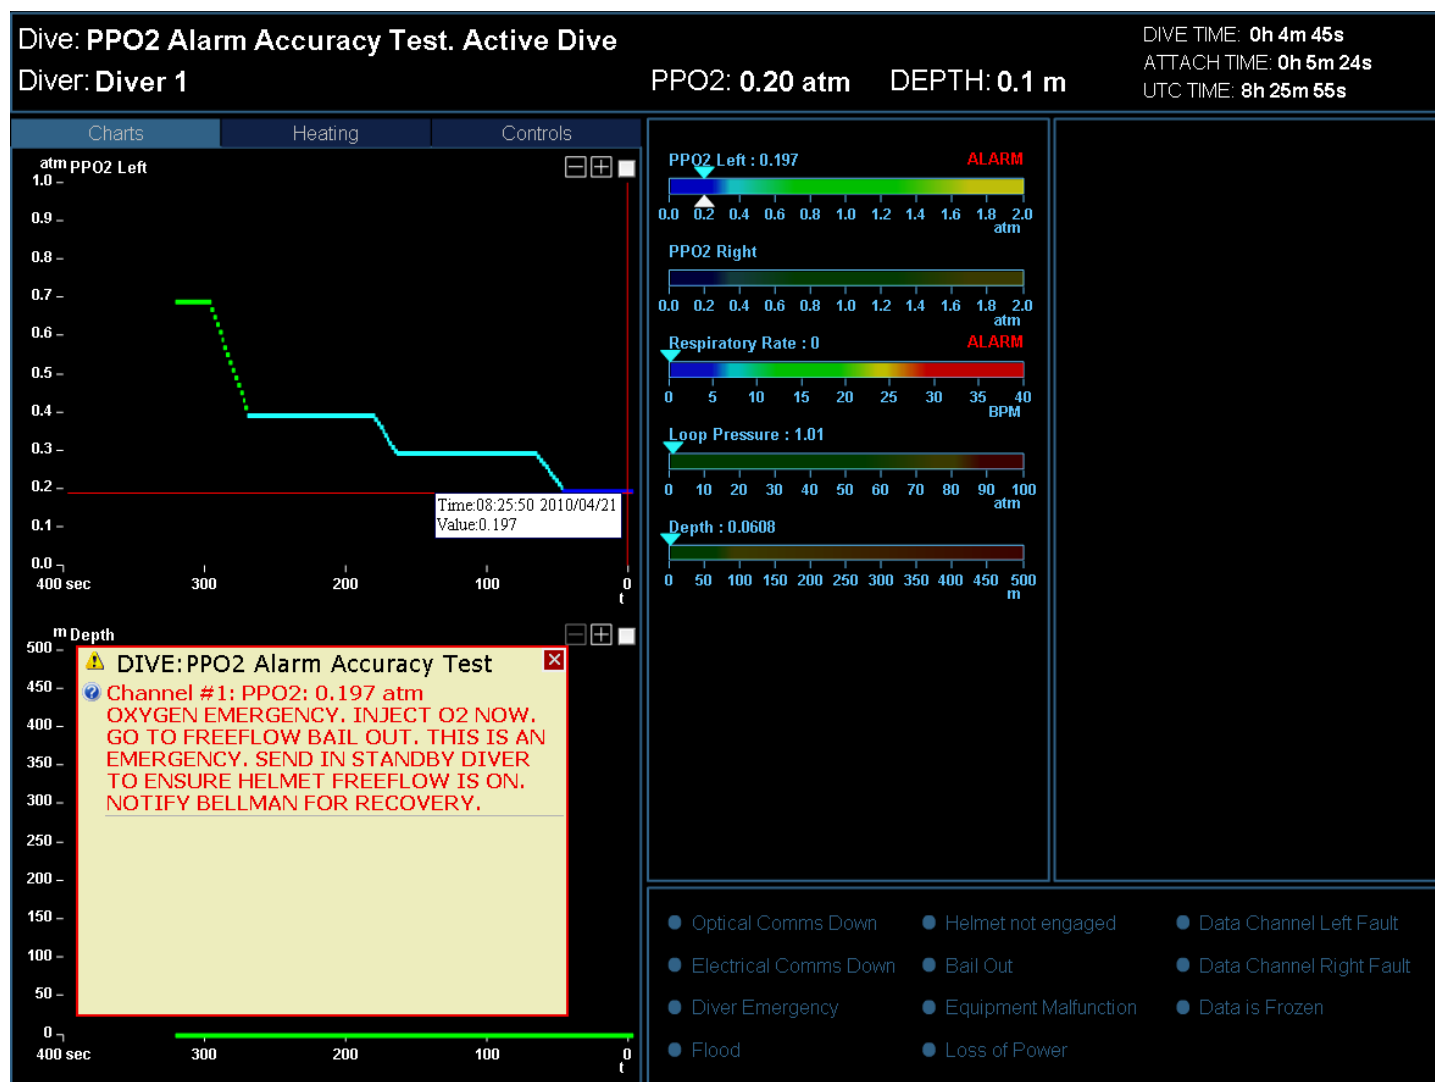 Dive: PPO2 Alarm Accuracy Test. Active Dive
Diver: Diver 1
PPO2: 0.20 atm DEPTH: 0.1 m
DIVE TIME: 0h 4m 45s
ATTACH TIME: 0h 5m 24s
UTC TIME: 8h 25m 55s
Charts Heating Controls
atm PPO2 Left
1.0
0.9
0.8
0.7
0.6
0.5
0.4
0.3
0.2
0.1
0.0
Time:08:25:50 2010/04/21
Value:0.197
400 sec 300 200 100 0
t
m Depth
500
450
400
350
300
250
200
150
100
50
0
400 sec 300 200 100 0
t
DIVE:PPO2 Alarm Accuracy Test
Channel #1: PPO2: 0.197 atm
OXYGEN EMERGENCY. INJECT O2 NOW.
GO TO FREEFLOW BAIL OUT. THIS IS AN
EMERGENCY. SEND IN STANDBY DIVER
TO ENSURE HELMET FREEFLOW IS ON.
NOTIFY BELLMAN FOR RECOVERY.
PPO2 Left : 0.197 ALARM
0.0 0.2 0.4 0.6 0.8 1.0 1.2 1.4 1.6 1.8 2.0
atm
PPO2 Right
0.0 0.2 0.4 0.6 0.8 1.0 1.2 1.4 1.6 1.8 2.0
atm
Respiratory Rate : 0 ALARM
0 5 10 15 20 25 30 35 40
BPM
Loop Pressure : 1.01
0 10 20 30 40 50 60 70 80 90 100
atm
Depth : 0.0608
0 50 100 150 200 250 300 350 400 450 500
m
Optical Comms Down Helmet not engaged Data Channel Left Fault
Electrical Comms Down Bail Out Data Channel Right Fault
Diver Emergency Equipment Malfunction Data is Frozen
Flood Loss of Power